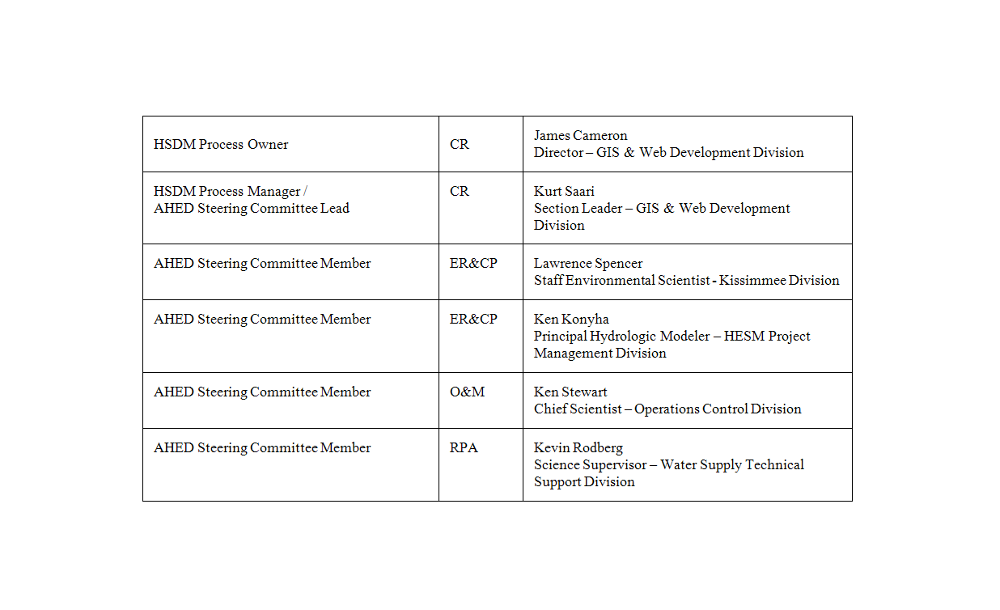 HSDM Process Owner
CR
James Cameron
Director – GIS & Web Development Division
HSDM Process Manager /
AHED Steering Committee Lead
CR
Kurt Saari
Section Leader – GIS & Web Development
Division
AHED Steering Committee Member
ER&CP
Lawrence Spencer
Staff Environmental Scientist - Kissimmee Division
AHED Steering Committee Member
ER&CP
Ken Konyha
Principal Hydrologic Modeler – HESM Project
Management Division
AHED Steering Committee Member
O&M
Ken Stewart
Chief Scientist – Operations Control Division
AHED Steering Committee Member
RPA
Kevin Rodberg
Science Supervisor – Water Supply Technical
Support Division